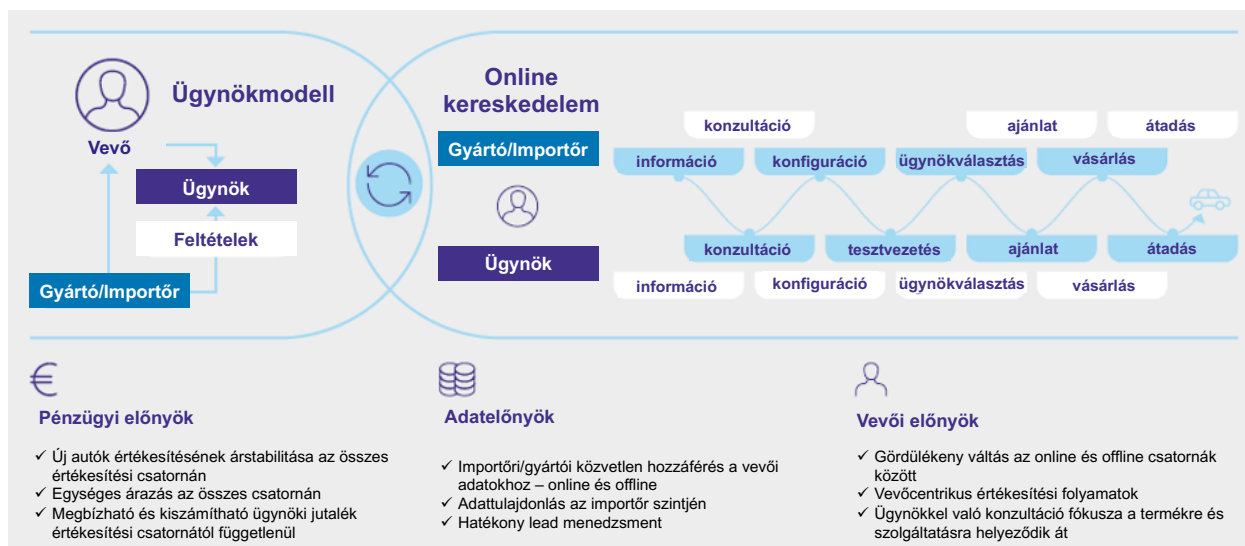 Ügynökmodell
Vevő
Ügynök
Feltételek
Gyártó/Importőr
Online
kereskedelem
Gyártó/Importőr
Ügynök
konzultáció
ajánlat
átadás
információ
konfiguráció
ügynökválasztás
vásárlás
konzultáció
tesztvezetés
ajánlat
átadás
információ
konfiguráció
ügynökválasztás
vásárlás
Pénzügyi előnyök
✓ Új autók értékesítésének árstabilitása az összes
értékesítési csatornán
✓ Egységes árazás az összes csatornán
✓ Megbízható és kiszámítható ügynöki jutalék
értékesítési csatornától függetlenül
Adatelőnyök
✓ Importőri/gyártói közvetlen hozzáférés a vevői
adatokhoz – online és offline
✓ Adattulajdonlás az importőr szintjén
✓ Hatékony lead menedzsment
Vevői előnyök
✓ Gördülékeny váltás az online és offline csatornák
között
✓ Vevőcentrikus értékesítési folyamatok
✓ Ügynökkel való konzultáció fókusza a termékre és
szolgáltatásra helyeződik át